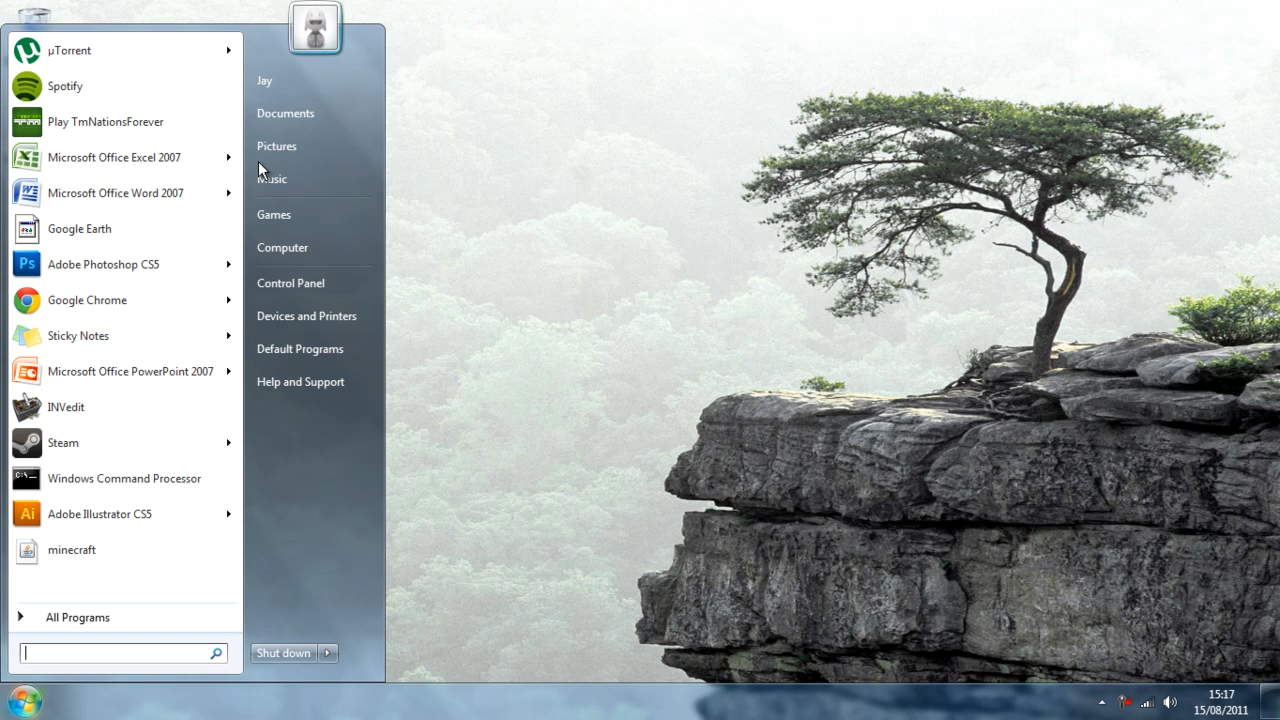 µTorrent
Spotify
Play TmNationsForever
Microsoft Office Excel 2007
Microsoft Office Word 2007
Google Earth
Ps
Adobe Photoshop CS5
Google Chrome
Sticky Notes
Microsoft Office PowerPoint 2007
INVedit
Steam
C:\
Windows Command Processor
Ai
Adobe Illustrator CS5
minecraft
All Programs
Jay
Documents
Pictures
Music
Games
Computer
Control Panel
Devices and Printers
Default Programs
Help and Support
Shut down
15:17
15/08/2011